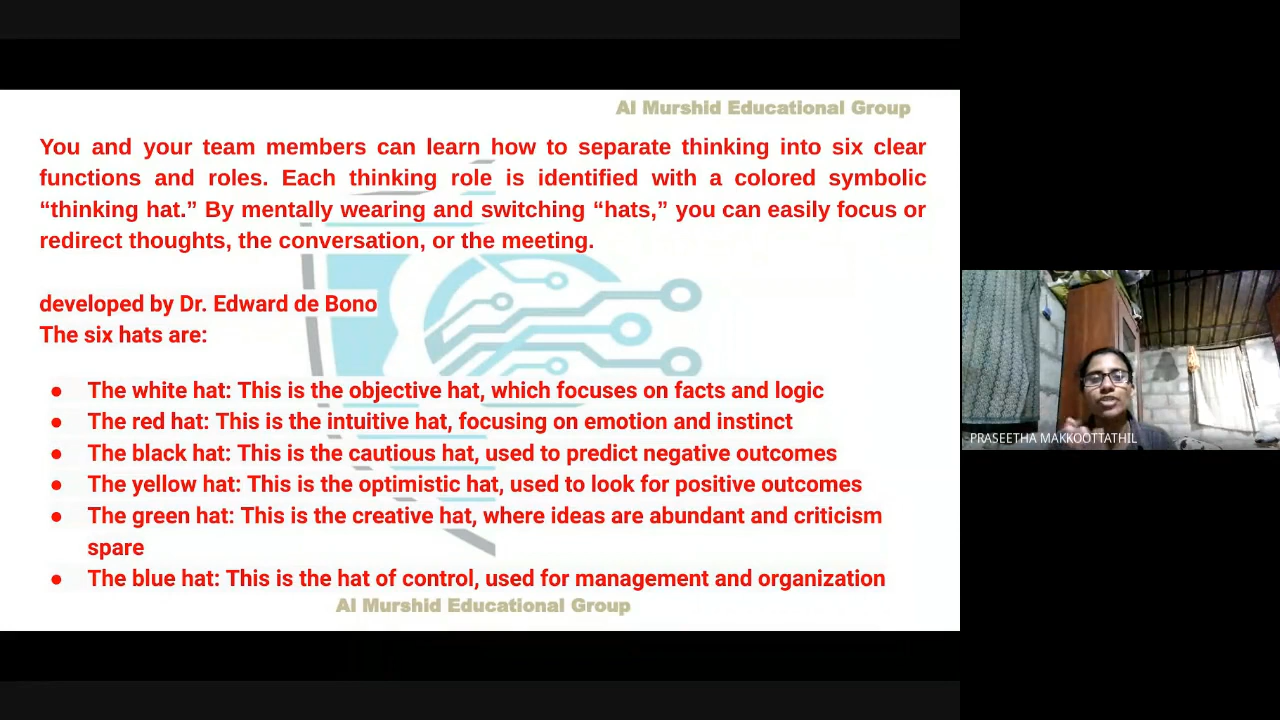 Al Murshid Educational Group
You and your team members can learn how to separate thinking into six clear
functions and roles. Each thinking role is identified with a colored symbolic
“thinking hat.” By mentally wearing and switching “hats,” you can easily focus or
redirect thoughts, the conversation, or the meeting.
developed by Dr. Edward de Bono
The six hats are:
● The white hat: This is the objective hat, which focuses on facts and logic
● The red hat: This is the intuitive hat, focusing on emotion and instinct
● The black hat: This is the cautious hat, used to predict negative outcomes
● The yellow hat: This is the optimistic hat, used to look for positive outcomes
● The green hat: This is the creative hat, where ideas are abundant and criticism
spare
● The blue hat: This is the hat of control, used for management and organization
Al Murshid Educational Group
PRASEETHA MAKKOOTTATHIL